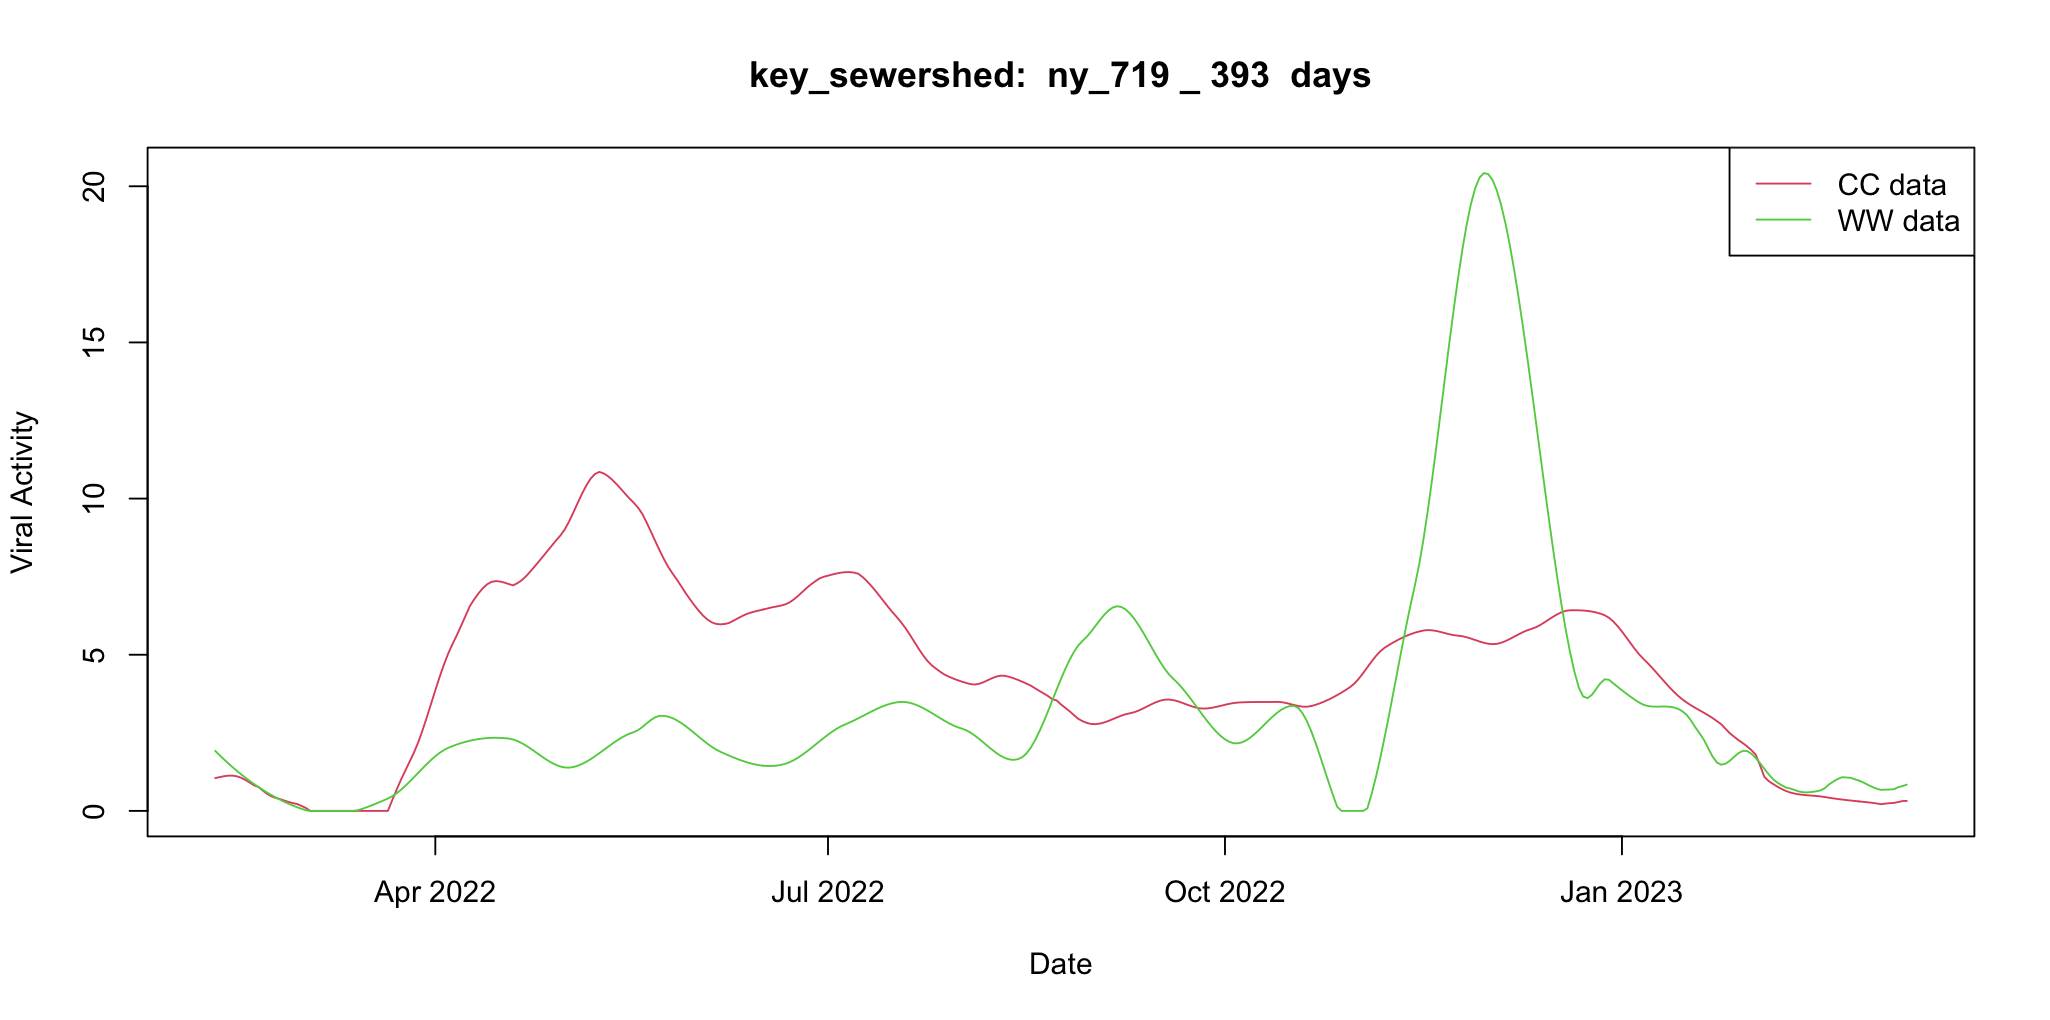 key_sewershed: ny_719 _ 393 days
CC data
WW data
Viral Activity
20
15
10
5
0
Apr 2022
Jul 2022
Oct 2022
Jan 2023
Date